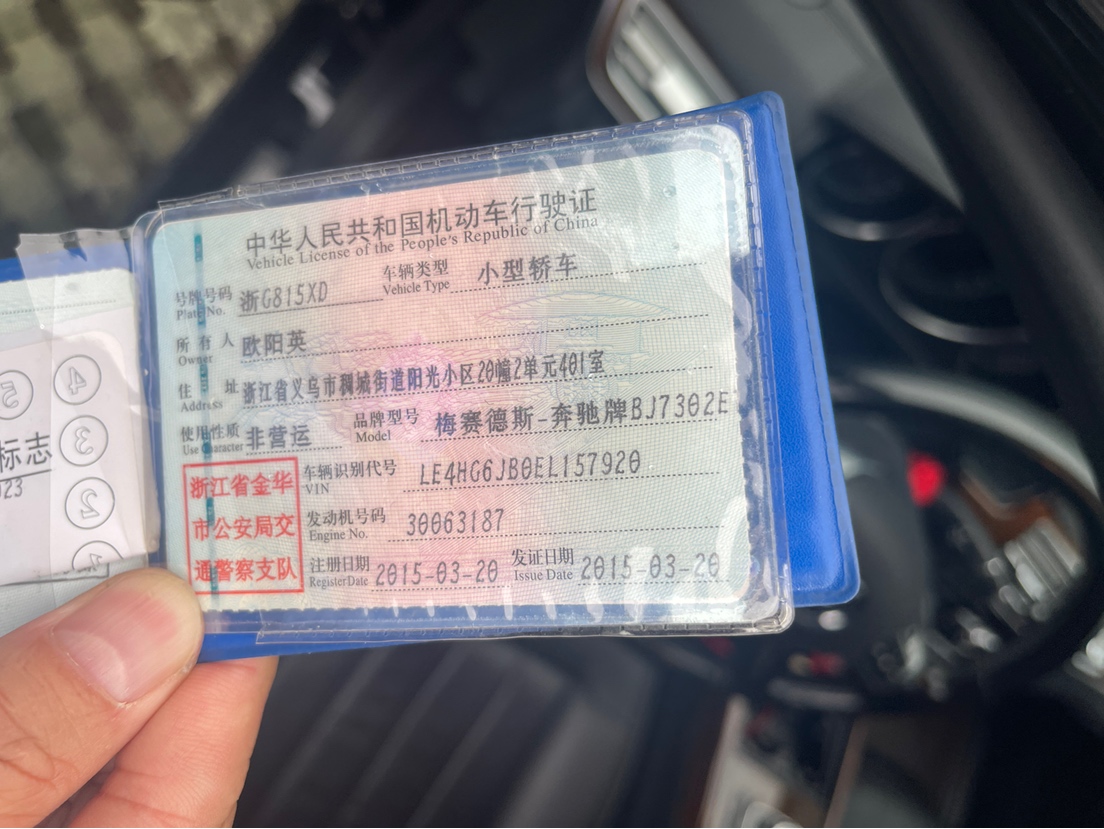 中华人民共和国机动车行驶证
Vehicle License of the People's Republic of China
号牌号码 浙G815XD 车辆类型 小型轿车
Plate No. Vehicle Type
所有人 欧阳英
Owner
住址 浙江省义乌市稠城街道阳光小区20幢2单元401室
Address
使用性质 非营运 品牌型号 梅赛德斯-奔驰牌BJ7302E
Use Character Model
车辆识别代号 LE4HG6JB0EL157920
VIN
发动机号码 30063187
Engine No.
注册日期 2015-03-20 发证日期 2015-03-20
Register Date Issue Date
浙江省金华
市公安局交
通警察支队
5 4
3
标志
2
1